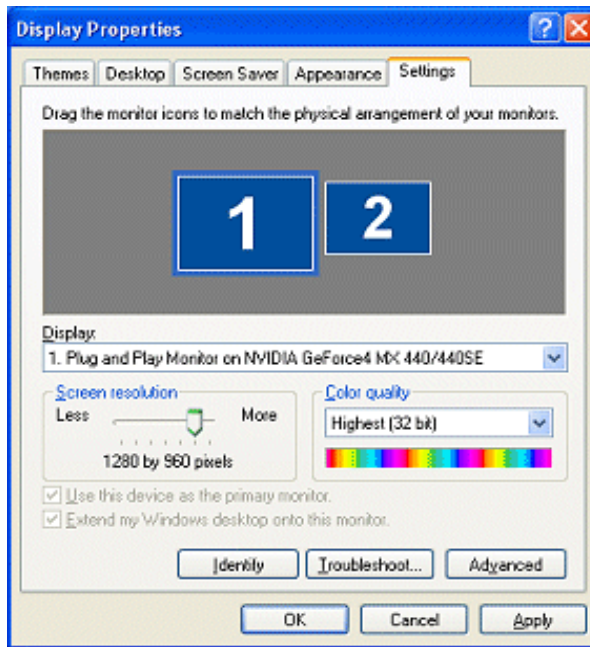 Display Properties
Themes Desktop Screen Saver Appearance Settings
Drag the monitor icons to match the physical arrangement of your monitors.
1 2
Display:
1. Plug and Play Monitor on NVIDIA GeForce4 MX 440/440SE
Screen resolution Color quality
Less More Highest (32 bit)
1280 by 960 pixels
Use this device as the primary monitor.
Extend my Windows desktop onto this monitor.
Identify Troubleshoot... Advanced
OK Cancel Apply